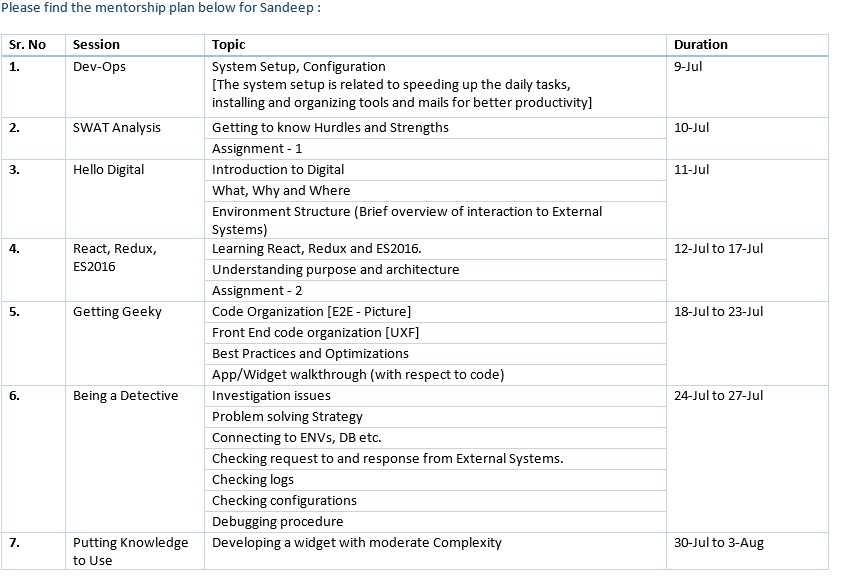 Please find the mentorship plan below for Sandeep :
Sr. No Session Topic Duration
1. Dev-Ops System Setup, Configuration 9-Jul
[The system setup is related to speeding up the daily tasks,
installing and organizing tools and mails for better productivity]
2. SWAT Analysis Getting to know Hurdles and Strengths 10-Jul
Assignment - 1
3. Hello Digital Introduction to Digital 11-Jul
What, Why and Where
Environment Structure (Brief overview of interaction to External
Systems)
4. React, Redux, Learning React, Redux and ES2016. 12-Jul to 17-Jul
ES2016 Understanding purpose and architecture
Assignment - 2
5. Getting Geeky Code Organization [E2E - Picture] 18-Jul to 23-Jul
Front End code organization [UXF]
Best Practices and Optimizations
App/Widget walkthrough (with respect to code)
6. Being a Detective Investigation issues 24-Jul to 27-Jul
Problem solving Strategy
Connecting to ENVs, DB etc.
Checking request to and response from External Systems.
Checking logs
Checking configurations
Debugging procedure
7. Putting Knowledge Developing a widget with moderate Complexity 30-Jul to 3-Aug
to Use